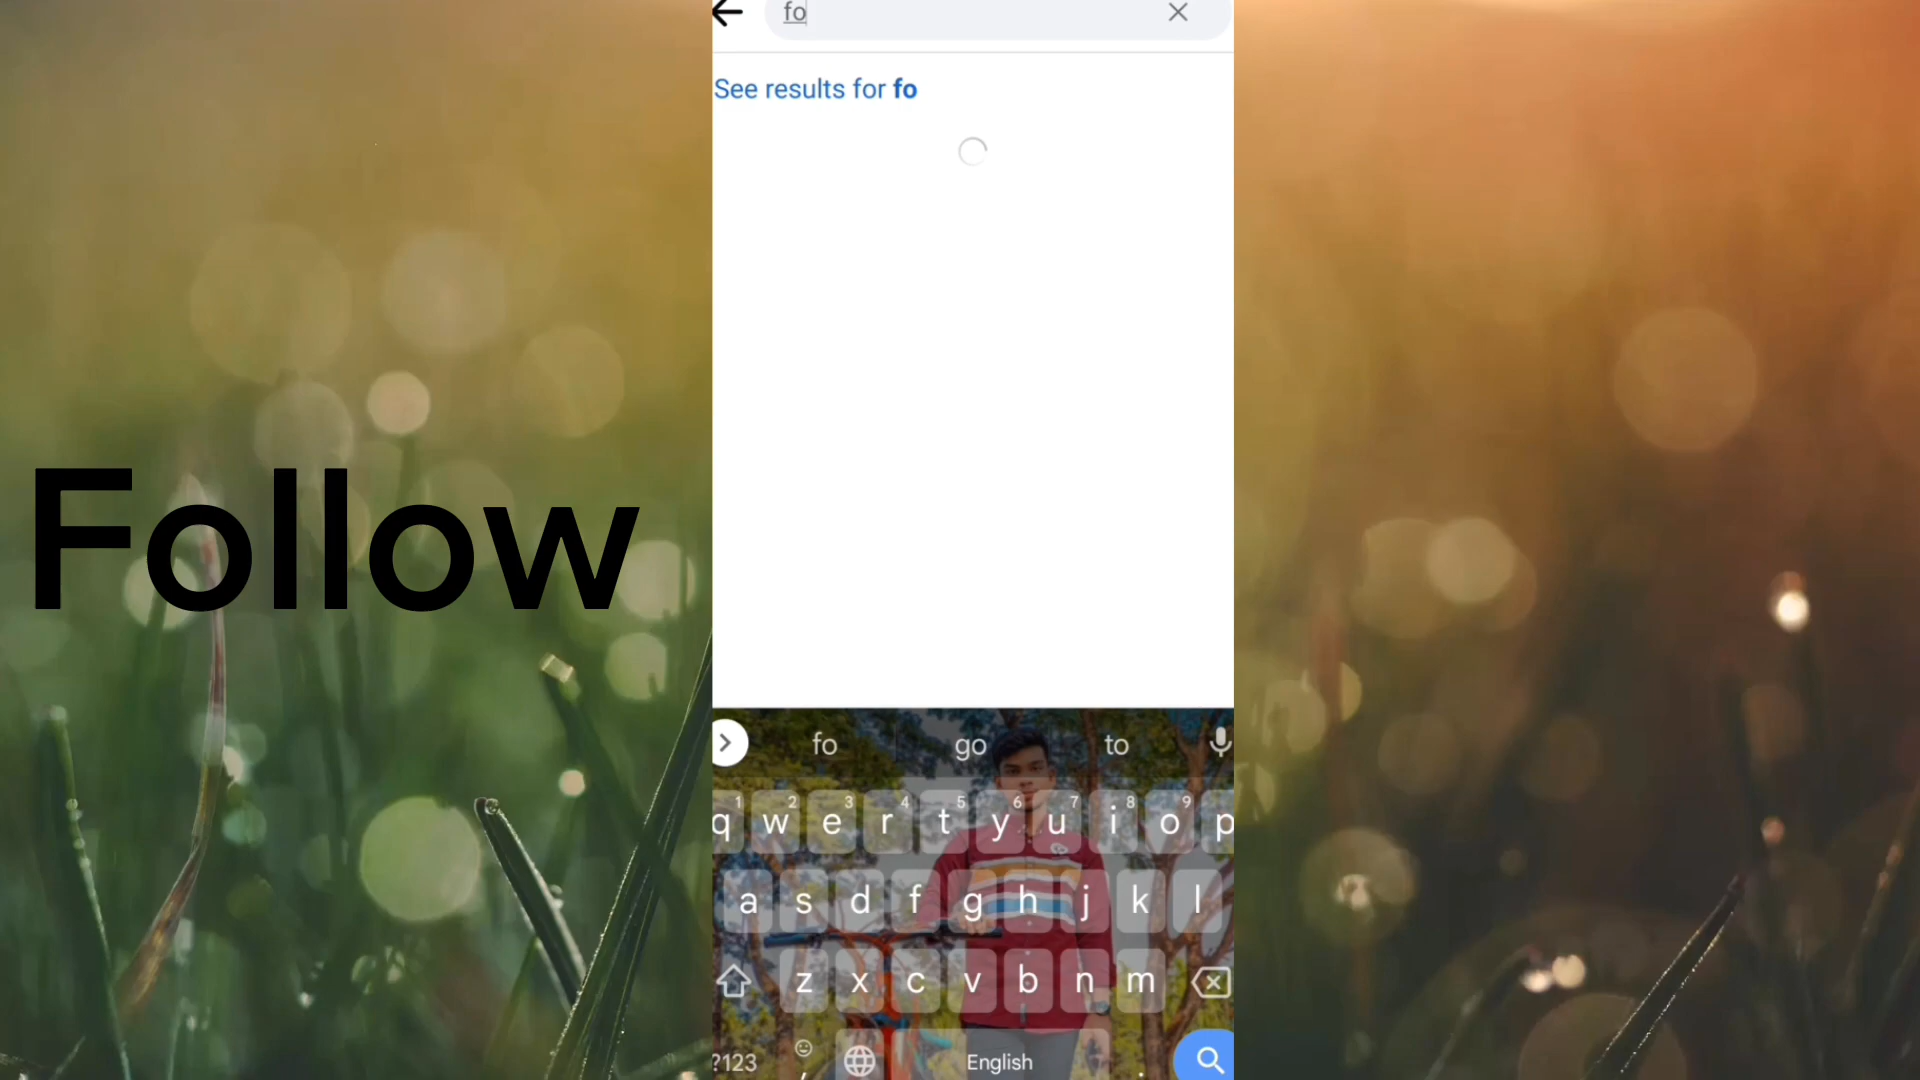 fo
See results for fo
Follow
fo go to
1 2 3 4 5 6 7 8 9
q w e r t y u i o p
a s d f g h j k l
z x c v b n m
?123 , English .